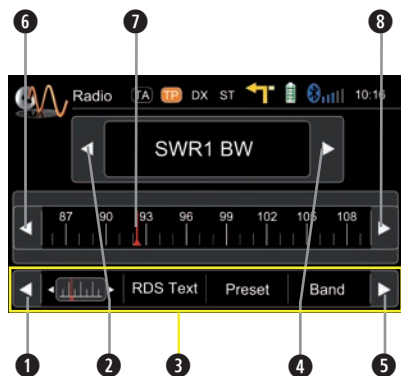 6 7 8
Radio TA TP DX ST 10:16
SWR1 BW
87 90 93 96 99 102 105 108
RDS Text Preset Band
1 2 3 4 5